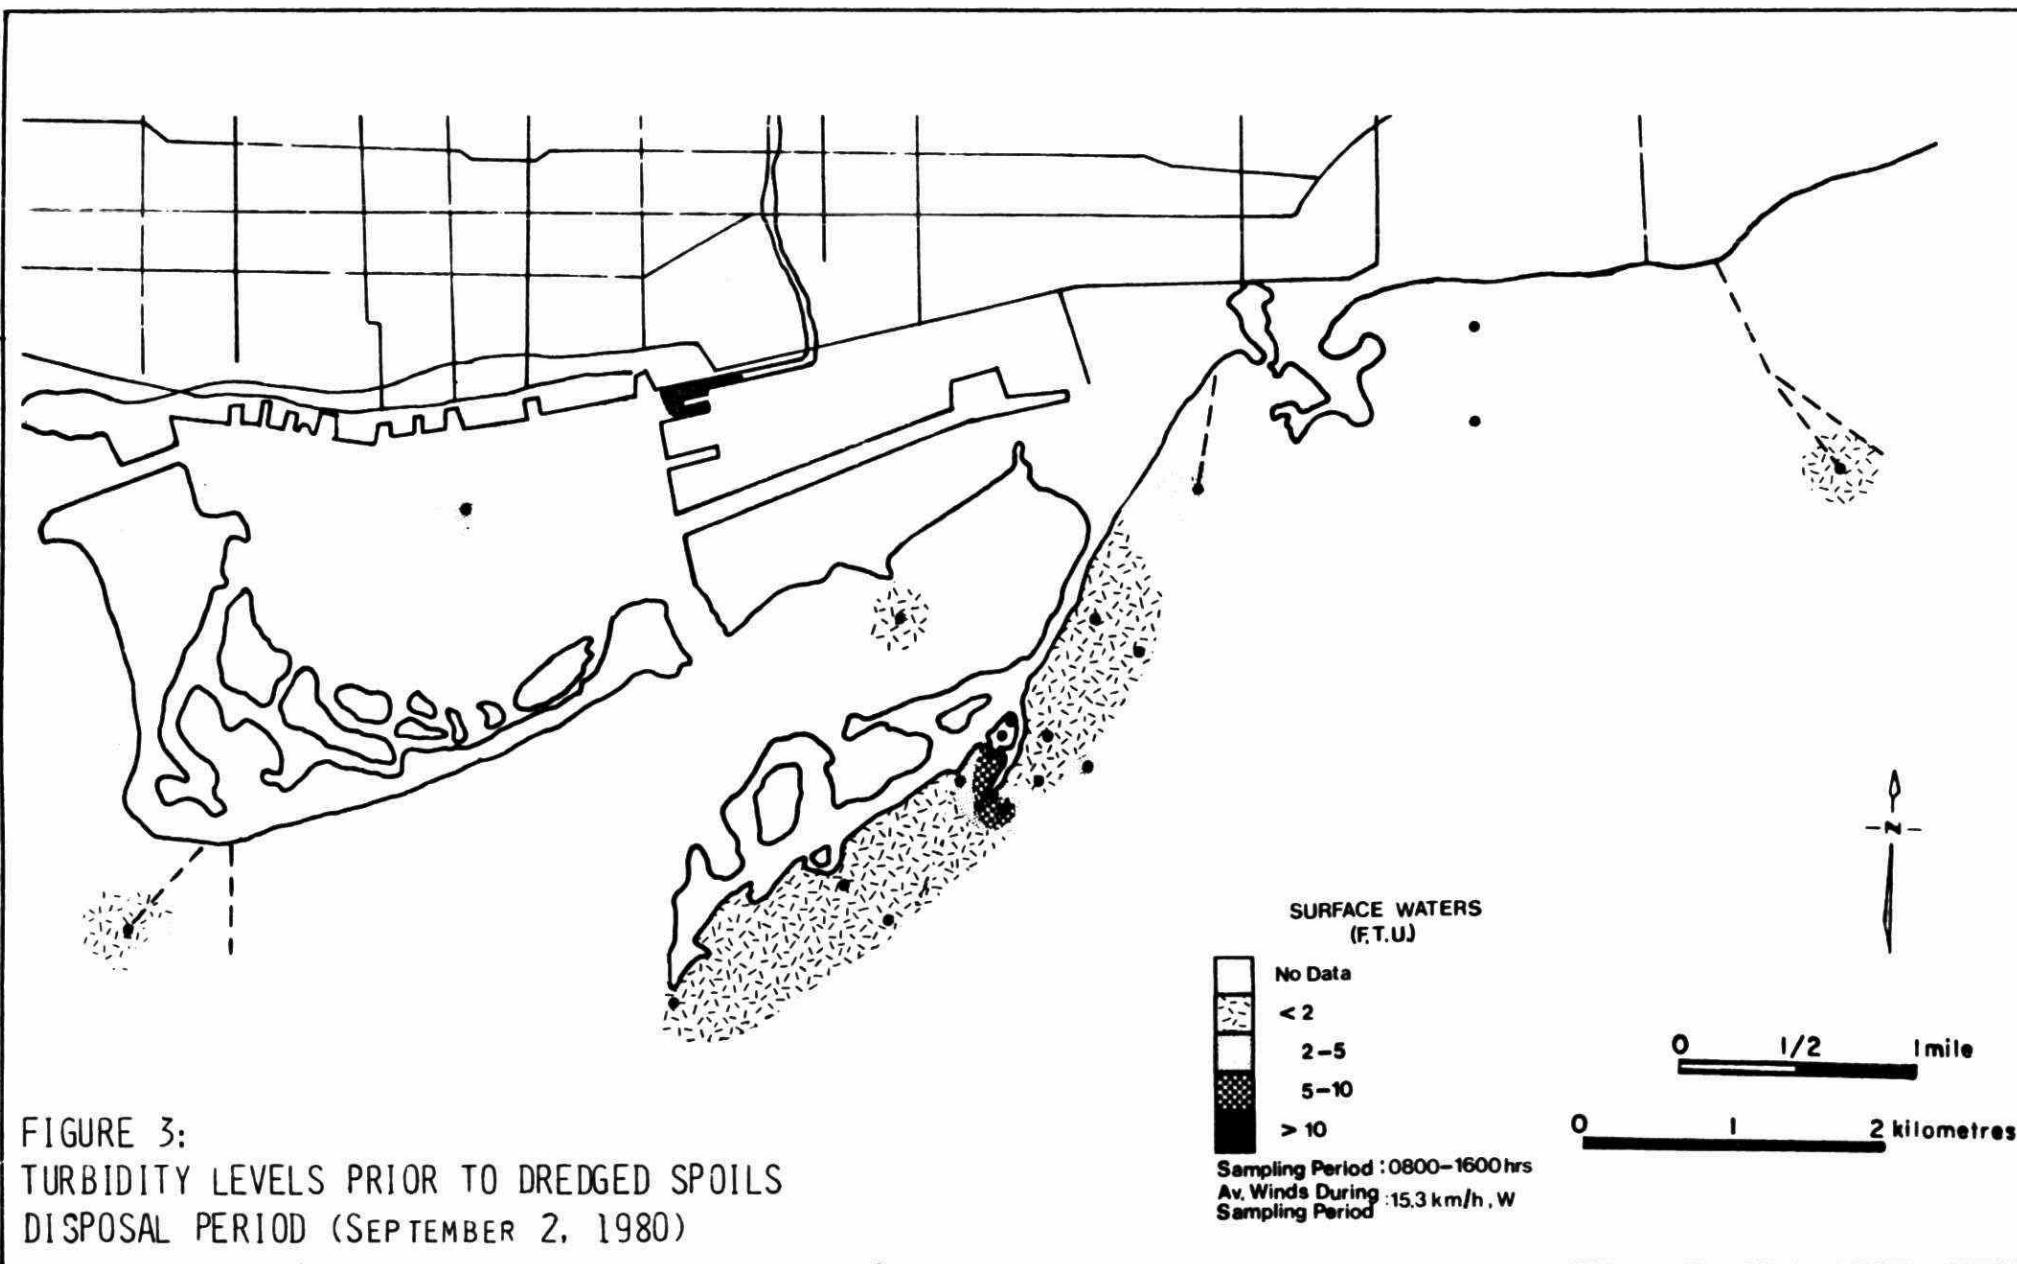 -N-
SURFACE WATERS
(F.T.U.)
No Data
< 2
2-5
5-10
> 10
0 1/2 1 mile
0 1 2 kilometres
Sampling Period : 0800-1600 hrs
Av. Winds During
Sampling Period : 15.3 km/h, W
FIGURE 3:
TURBIDITY LEVELS PRIOR TO DREDGED SPOILS
DISPOSAL PERIOD (SEPTEMBER 2, 1980)